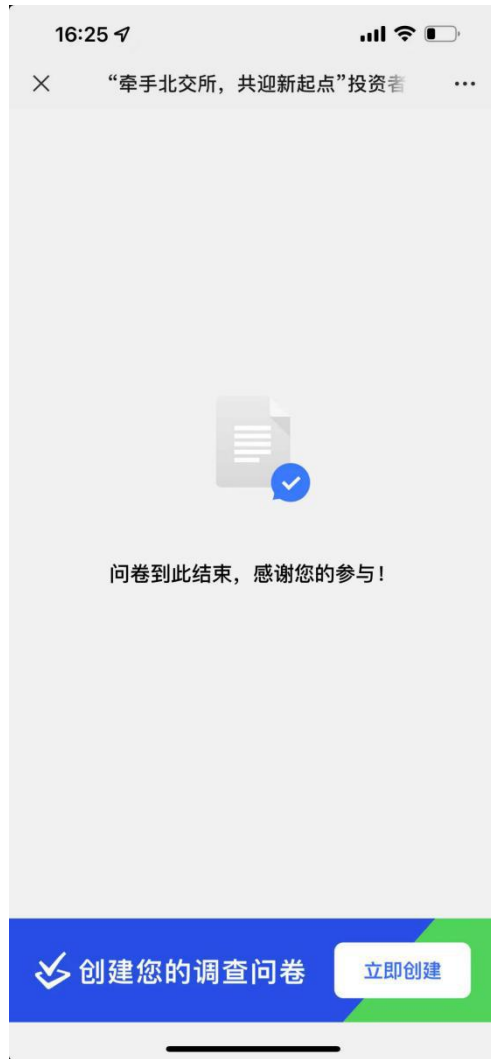 16:25
“牵手北交所，共迎新起点”投资者
问卷到此结束，感谢您的参与！
创建您的调查问卷
立即创建